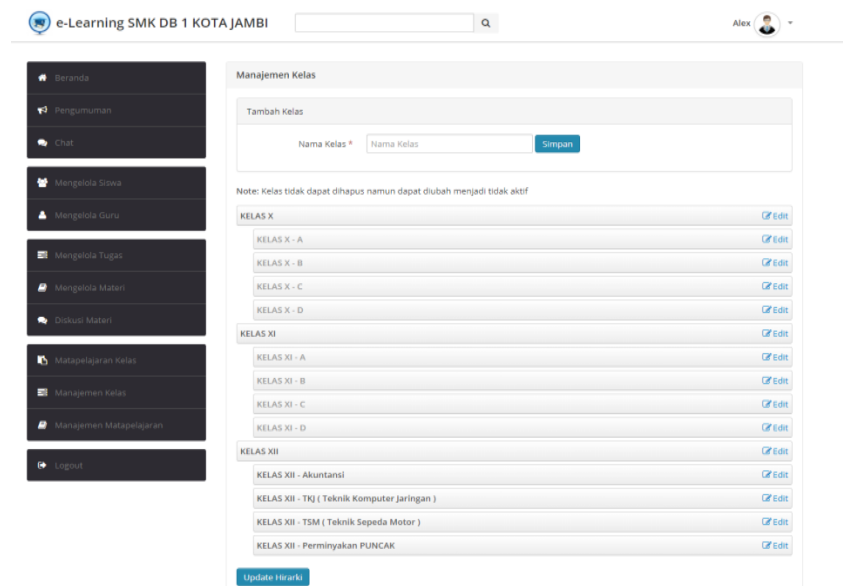 e-Learning SMK DB 1 KOTA JAMBI
Alex
Beranda
Pengumuman
Chat
Mengelola Siswa
Mengelola Guru
Mengelola Tugas
Mengelola Materi
Diskusi Materi
Matapelajaran Kelas
Manajemen Kelas
Manajemen Matapelajaran
Logout
Manajemen Kelas
Tambah Kelas
Nama Kelas * Nama Kelas Simpan
Note: Kelas tidak dapat dihapus namun dapat diubah menjadi tidak aktif
KELAS X Edit
KELAS X - A Edit
KELAS X - B Edit
KELAS X - C Edit
KELAS X - D Edit
KELAS XI Edit
KELAS XI - A Edit
KELAS XI - B Edit
KELAS XI - C Edit
KELAS XI - D Edit
KELAS XII Edit
KELAS XII - Akuntansi Edit
KELAS XII - TKJ ( Teknik Komputer Jaringan ) Edit
KELAS XII - TSM ( Teknik Sepeda Motor ) Edit
KELAS XII - Perminyakan PUNCAK Edit
Update Hirarki